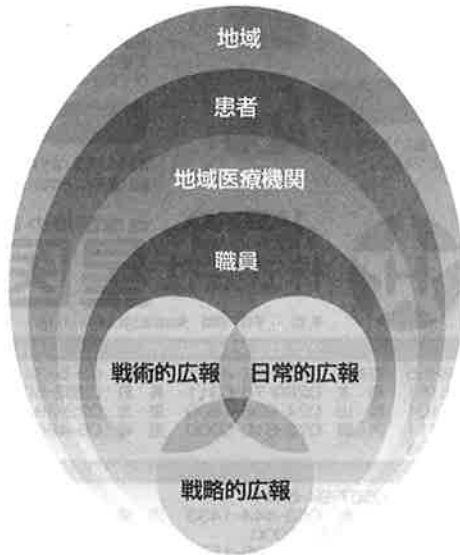 地域
患者
地域医療機関
職員
戦術的広報 日常的広報
戦略的広報